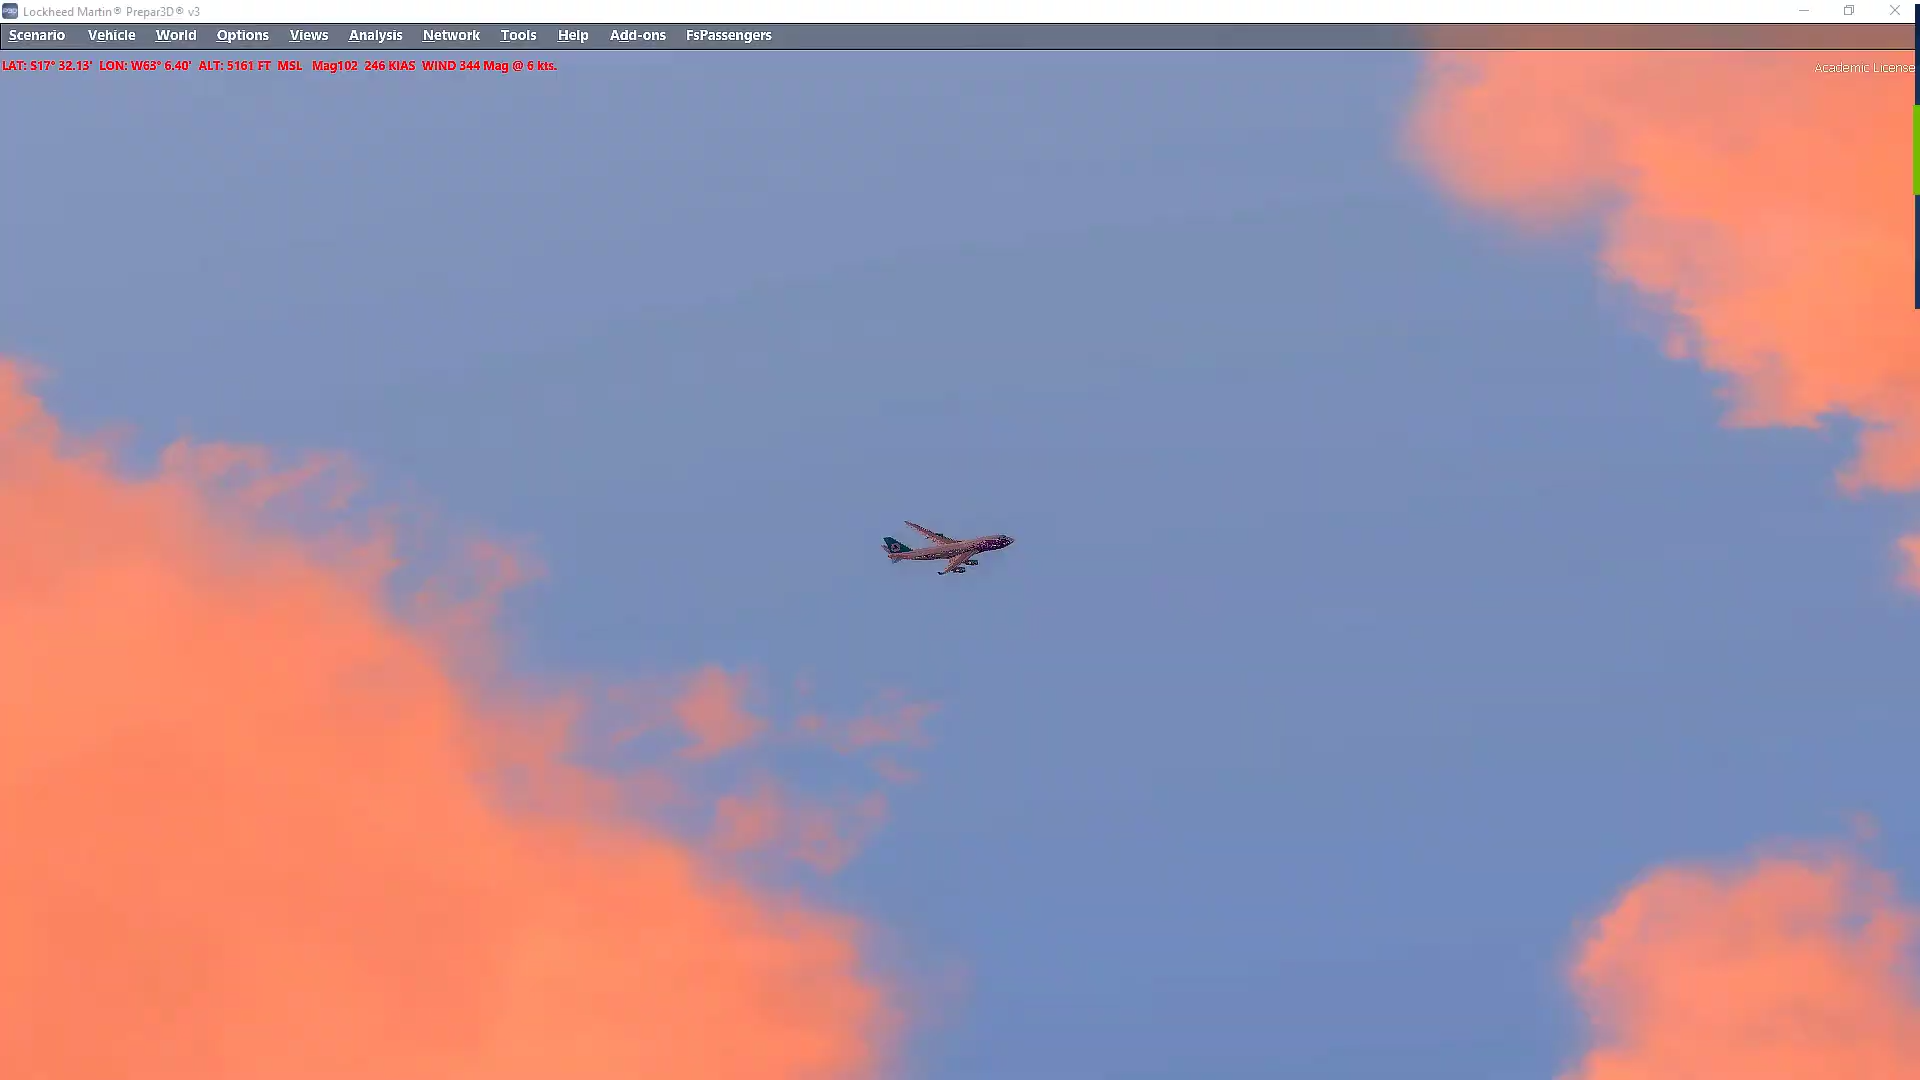 Lockheed Martin® Prepar3D® v3
Scenario Vehicle World Options Views Analysis Network Tools Help Add-ons FsPassengers
LAT: S17° 32.13' LON: W63° 6.40' ALT: 5161 FT MSL Mag102 246 KIAS WIND 344 Mag @ 6 kts.
Academic License